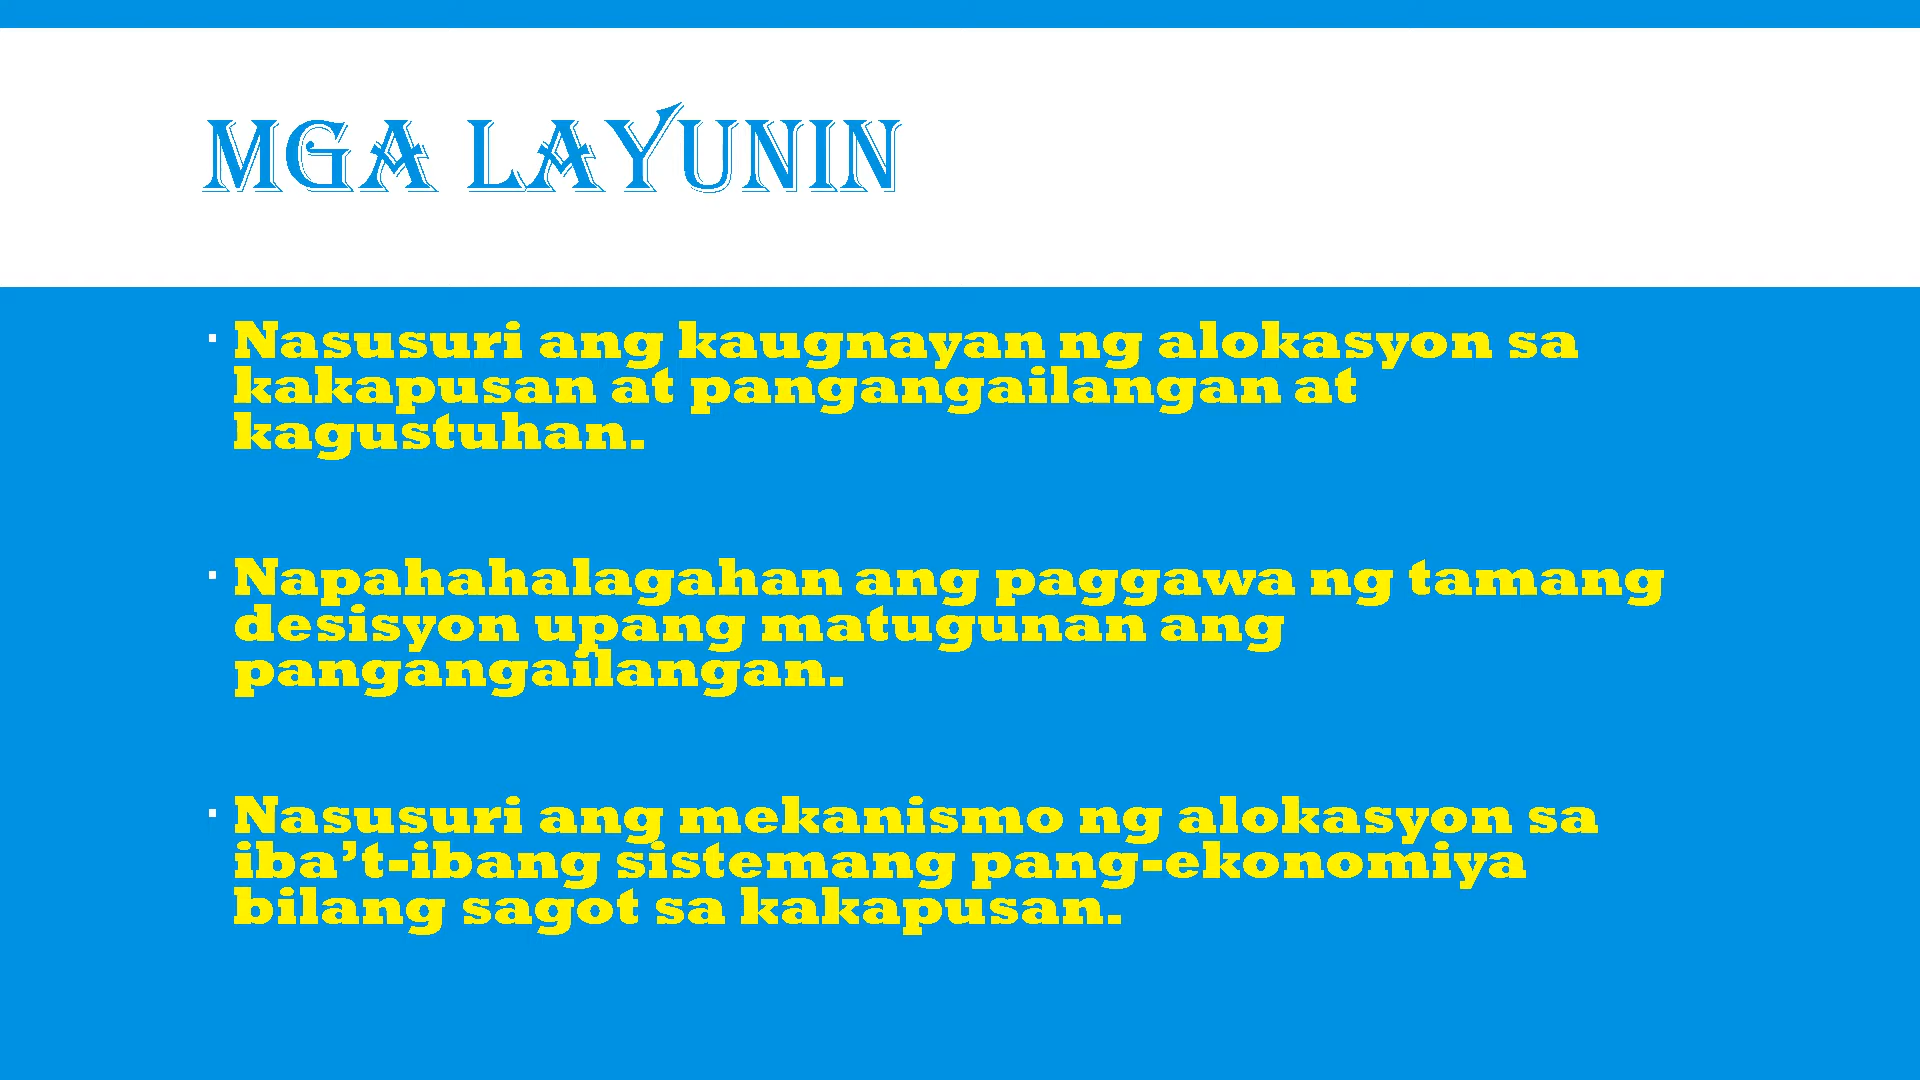 MGA LAYUNIN
▪ Nasusuri ang kaugnayan ng alokasyon sa
kakapusan at pangangailangan at
kagustuhan.
▪ Napahahalagahan ang paggawa ng tamang
desisyon upang matugunan ang
pangangailangan.
▪ Nasusuri ang mekanismo ng alokasyon sa
iba’t-ibang sistemang pang-ekonomiya
bilang sagot sa kakapusan.